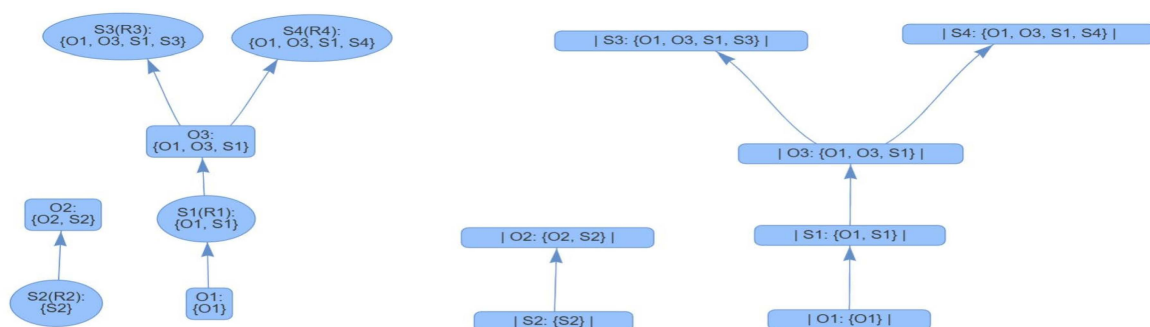 S3(R3):
{O1, O3, S1, S3}
S4(R4):
{O1, O3, S1, S4}
O3:
{O1, O3, S1}
O2:
{O2, S2}
S1(R1):
{O1, S1}
S2(R2):
{S2}
O1:
{O1}
| S3: {O1, O3, S1, S3} |
| S4: {O1, O3, S1, S4} |
| O3: {O1, O3, S1} |
| O2: {O2, S2} |
| S1: {O1, S1} |
| S2: {S2} |
| O1: {O1} |